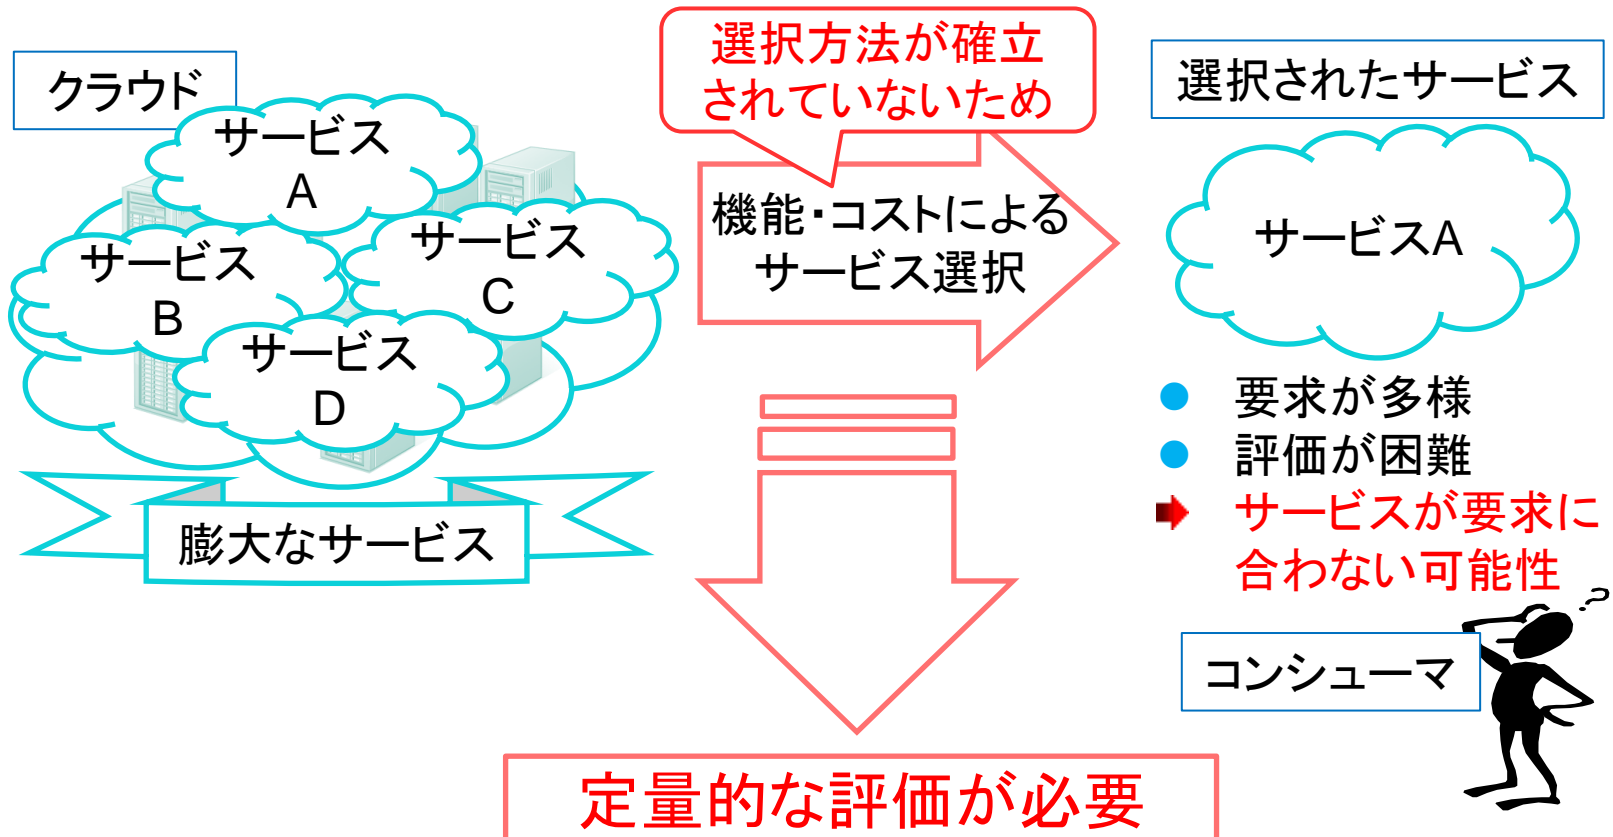 クラウド
サービス
A
サービス
B
サービス
C
サービス
D
膨大なサービス
選択方法が確立
されていないため
機能・コストによる
サービス選択
選択されたサービス
サービスA
要求が多様
評価が困難
サービスが要求に
合わない可能性
?
コンシューマ
定量的な評価が必要